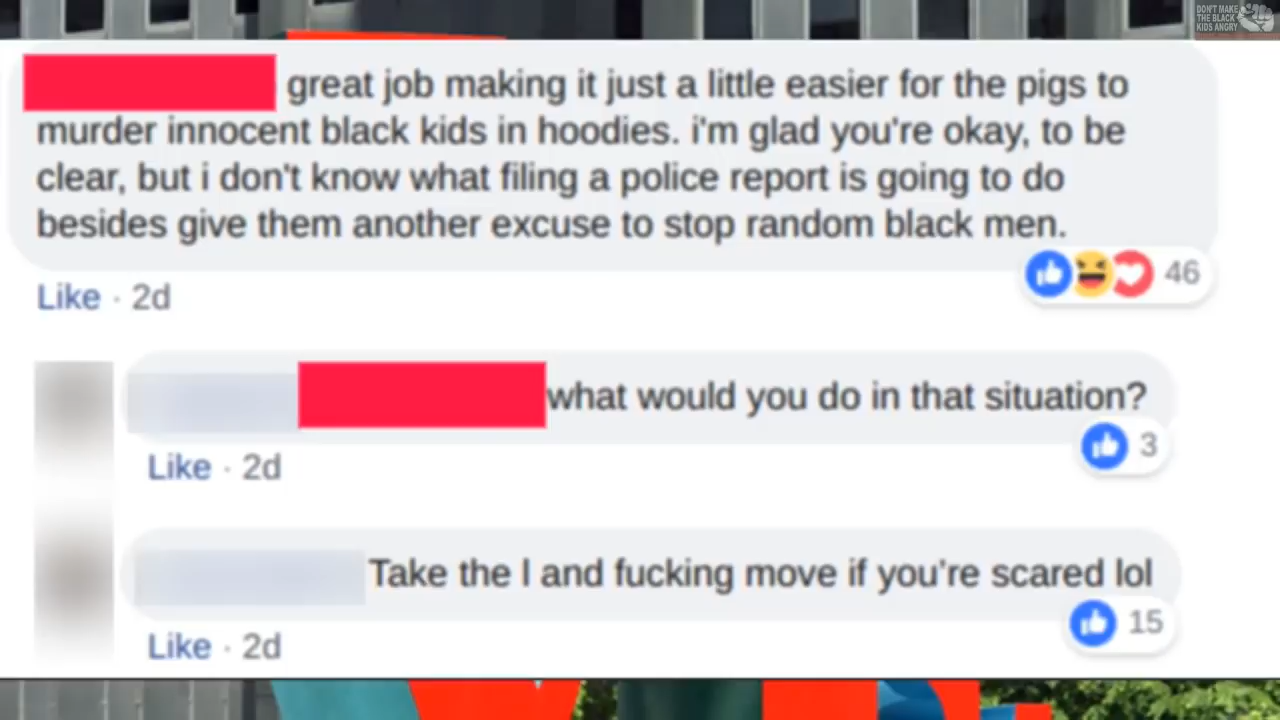 DON'T MAKE
THE BLACK
KIDS ANGRY
great job making it just a little easier for the pigs to
murder innocent black kids in hoodies. i'm glad you're okay, to be
clear, but i don't know what filing a police report is going to do
besides give them another excuse to stop random black men.
46
Like · 2d
what would you do in that situation?
3
Like · 2d
Take the l and fucking move if you're scared lol
15
Like · 2d